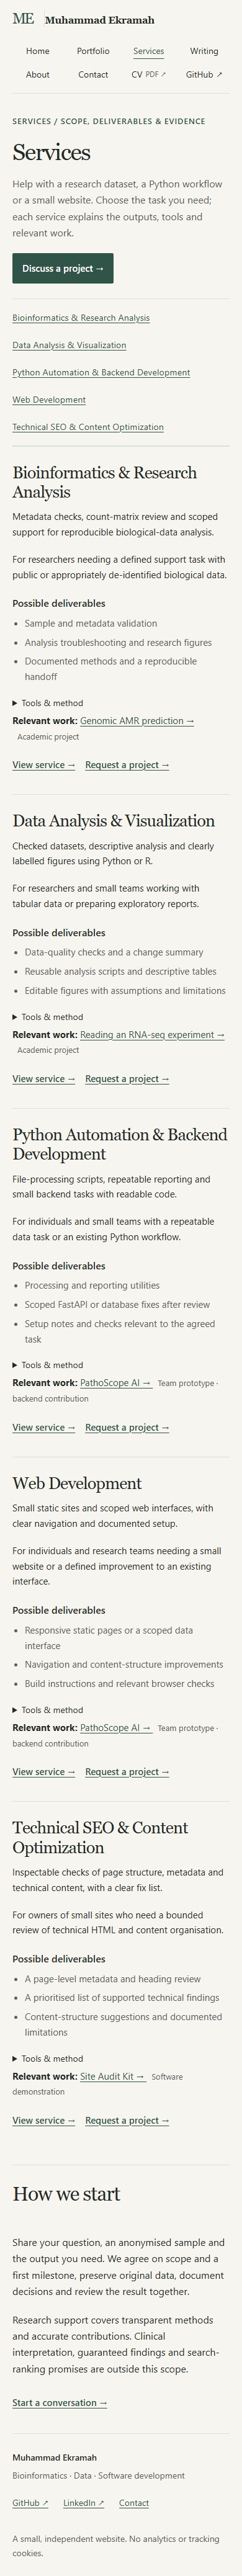 ME Muhammad Ekramah
Home Portfolio Services Writing
About Contact CV PDF ↗ GitHub ↗
SERVICES / SCOPE, DELIVERABLES & EVIDENCE
Services
Help with a research dataset, a Python workflow
or a small website. Choose the task you need;
each service explains the outputs, tools and
relevant work.
Discuss a project →
Bioinformatics & Research Analysis
Data Analysis & Visualization
Python Automation & Backend Development
Web Development
Technical SEO & Content Optimization
Bioinformatics & Research
Analysis
Metadata checks, count-matrix review and scoped
support for reproducible biological-data analysis.
For researchers needing a defined support task with
public or appropriately de-identified biological data.
Possible deliverables
• Sample and metadata validation
• Analysis troubleshooting and research figures
• Documented methods and a reproducible
handoff
▶ Tools & method
Relevant work: Genomic AMR prediction →
Academic project
View service → Request a project →
Data Analysis & Visualization
Checked datasets, descriptive analysis and clearly
labelled figures using Python or R.
For researchers and small teams working with
tabular data or preparing exploratory reports.
Possible deliverables
• Data-quality checks and a change summary
• Reusable analysis scripts and descriptive tables
• Editable figures with assumptions and limitations
▶ Tools & method
Relevant work: Reading an RNA-seq experiment →
Academic project
View service → Request a project →
Python Automation & Backend
Development
File-processing scripts, repeatable reporting and
small backend tasks with readable code.
For individuals and small teams with a repeatable
data task or an existing Python workflow.
Possible deliverables
• Processing and reporting utilities
• Scoped FastAPI or database fixes after review
• Setup notes and checks relevant to the agreed
task
▶ Tools & method
Relevant work: PathoScope AI → Team prototype ·
backend contribution
View service → Request a project →
Web Development
Small static sites and scoped web interfaces, with
clear navigation and documented setup.
For individuals and research teams needing a small
website or a defined improvement to an existing
interface.
Possible deliverables
• Responsive static pages or a scoped data
interface
• Navigation and content-structure improvements
• Build instructions and relevant browser checks
▶ Tools & method
Relevant work: PathoScope AI → Team prototype ·
backend contribution
View service → Request a project →
Technical SEO & Content
Optimization
Inspectable checks of page structure, metadata and
technical content, with a clear fix list.
For owners of small sites who need a bounded
review of technical HTML and content organisation.
Possible deliverables
• A page-level metadata and heading review
• A prioritised list of supported technical findings
• Content-structure suggestions and documented
limitations
▶ Tools & method
Relevant work: Site Audit Kit → Software
demonstration
View service → Request a project →
How we start
Share your question, an anonymised sample and
the output you need. We agree on scope and a
first milestone, preserve original data, document
decisions and review the result together.
Research support covers transparent methods
and accurate contributions. Clinical
interpretation, guaranteed findings and search-
ranking promises are outside this scope.
Start a conversation →
Muhammad Ekramah
Bioinformatics · Data · Software development
GitHub ↗ LinkedIn ↗ Contact
A small, independent website. No analytics or tracking
cookies.